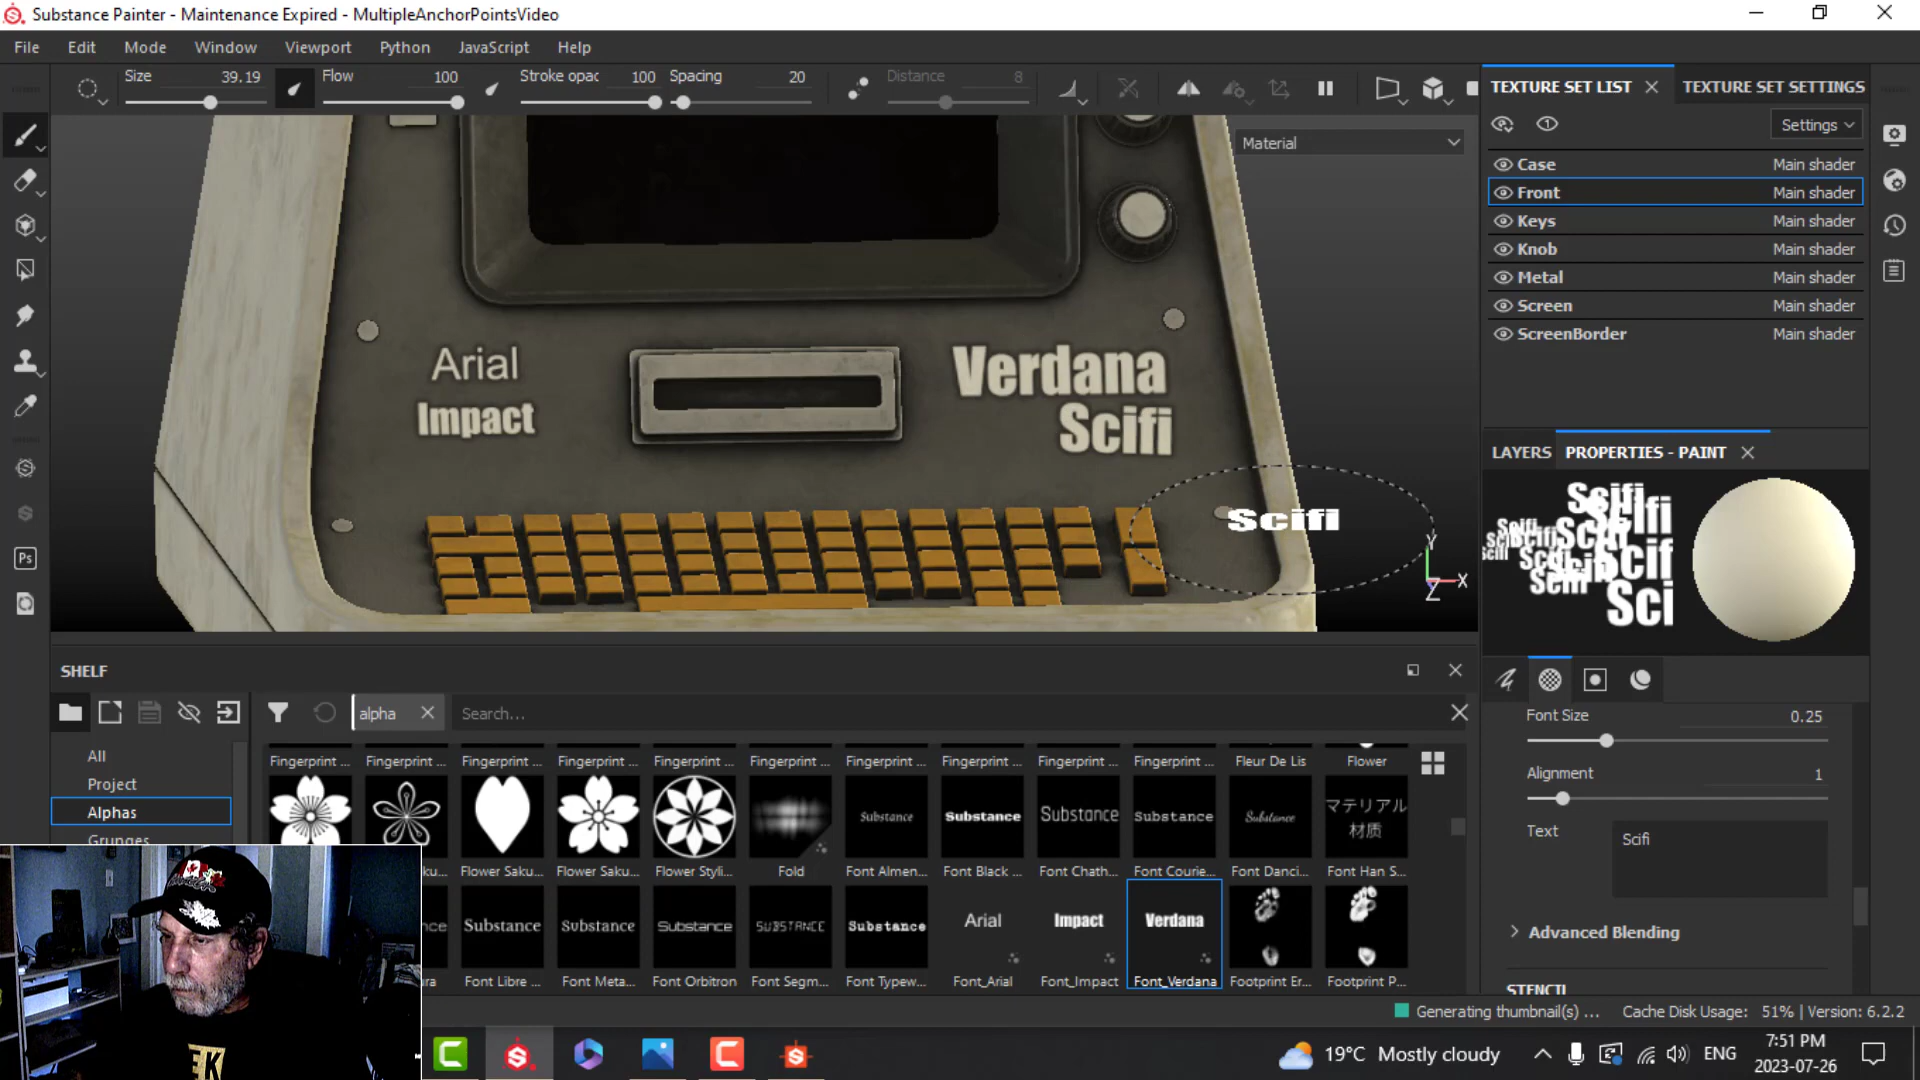 Substance Painter - Maintenance Expired - MultipleAnchorPointsVideo
File Edit Mode Window Viewport Python JavaScript Help
Size 39.19 Flow 100 Stroke opac 100 Spacing 20 Distance 8
TEXTURE SET LIST TEXTURE SET SETTINGS
Settings
Material
Case Main shader
Front Main shader
Keys Main shader
Knob Main shader
Metal Main shader
Screen Main shader
ScreenBorder Main shader
Arial
Impact
Verdana
Scifi
Scifi
Y
X
Z
LAYERS PROPERTIES - PAINT
Scifi
Font Size 0.25
Alignment 1
Text Scifi
Advanced Blending
STENCIL
SHELF
alpha Search...
All
Project
Alphas
Grunges
Fingerprint ... Fingerprint ... Fingerprint ... Fingerprint ... Fingerprint ... Fingerprint ... Fingerprint ... Fingerprint ... Fingerprint ... Fingerprint ... Fleur De Lis Flower
Substance Substance Substance Substance Substance マテリアル
材质
Flower Saku... Flower Saku... Flower Styli... Fold Font Almen... Font Black ... Font Chath... Font Courie... Font Danci... Font Han S...
Substance Substance Substance SUBSTANCE Substance Arial Impact Verdana
Font Libre ... Font Meta... Font Orbitron Font Segm... Font Typew... Font_Arial Font_Impact Font_Verdana Footprint Er... Footprint P...
Generating thumbnail(s) ... Cache Disk Usage: 51% | Version: 6.2.2
Ps
19°C Mostly cloudy
ENG
7:51 PM
2023-07-26